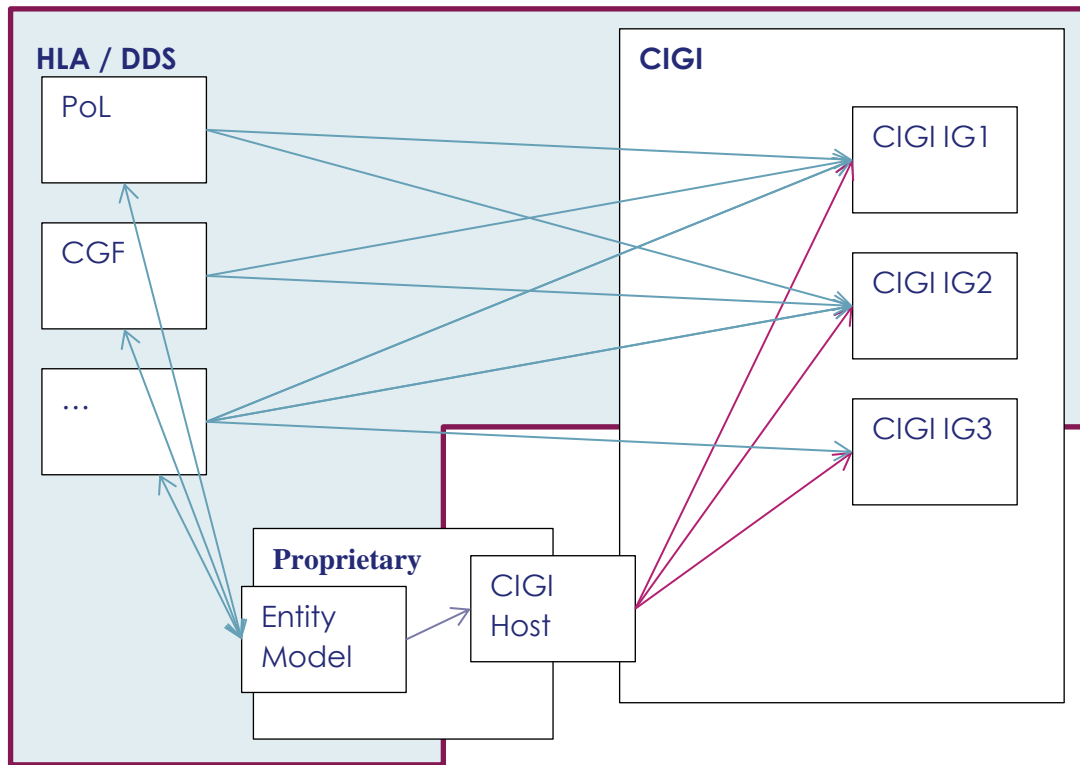 HLA / DDS
CIGI
PoL
CIGI IG1
CGF
CIGI IG2
…
CIGI IG3
Proprietary
Entity
Model
CIGI
Host